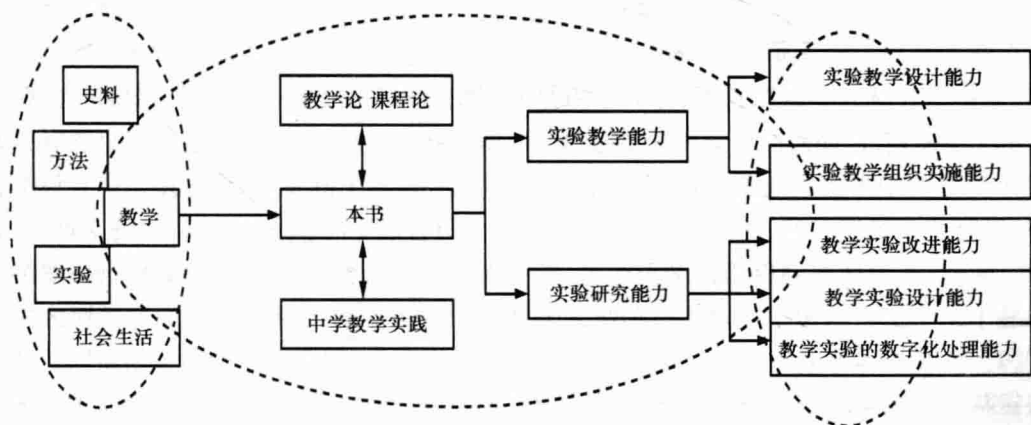 史料
方法
教学
实验
社会生活
教学论 课程论
本书
中学教学实践
实验教学能力
实验研究能力
实验教学设计能力
实验教学组织实施能力
教学实验改进能力
教学实验设计能力
教学实验的数字化处理能力